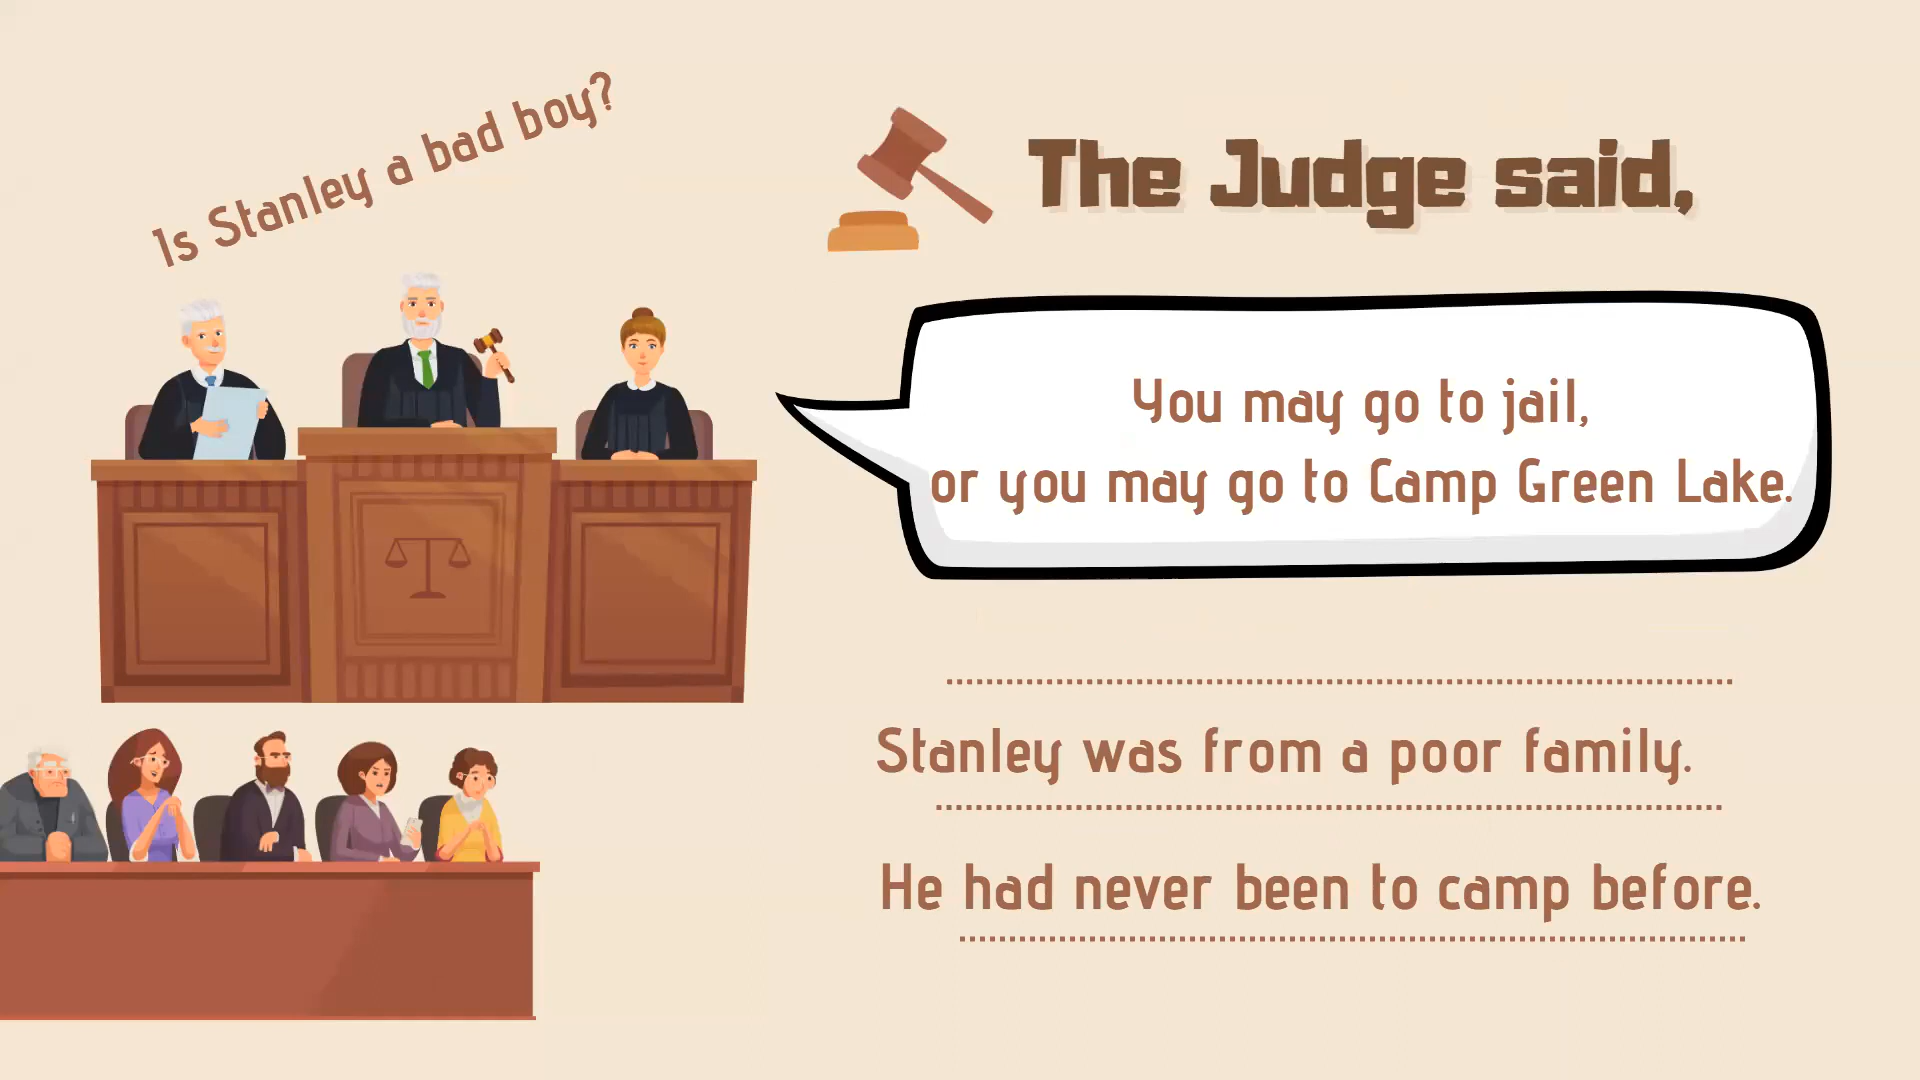 Is Stanley a bad boy?
The Judge said,
You may go to jail,
or you may go to Camp Green Lake.
Stanley was from a poor family.
He had never been to camp before.